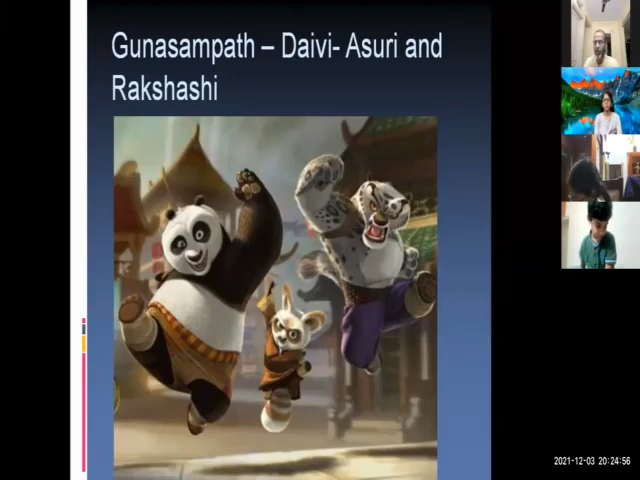 Gunasampath – Daivi- Asuri and
Rakshashi
2021-12-03 20:24:56